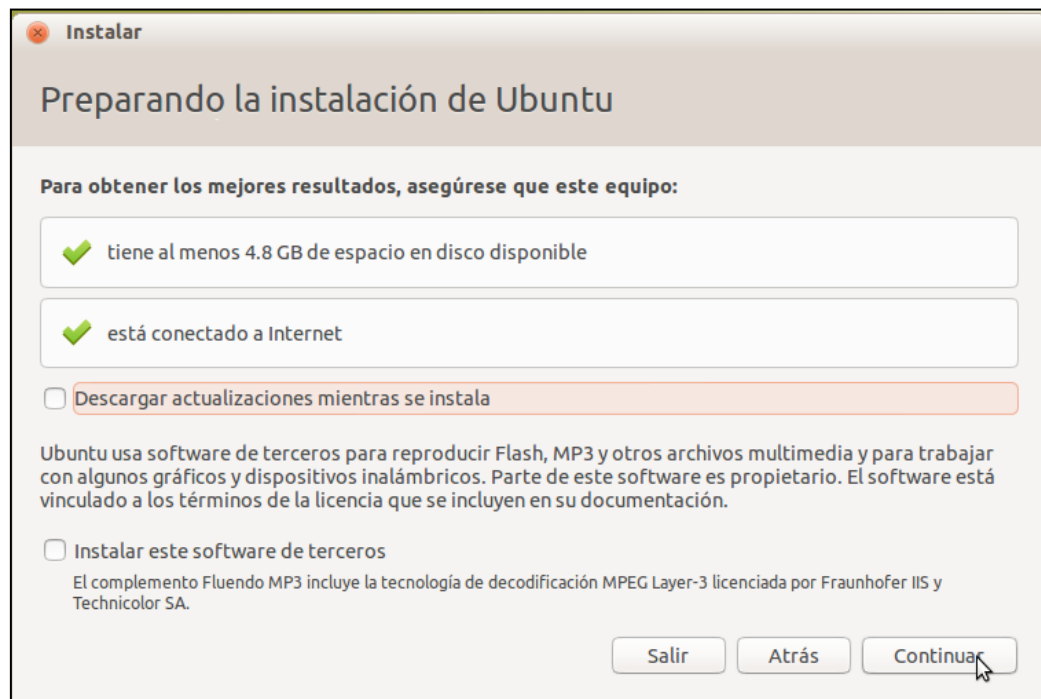 Instalar
Preparando la instalación de Ubuntu
Para obtener los mejores resultados, asegúrese que este equipo:
tiene al menos 4.8 GB de espacio en disco disponible
está conectado a Internet
Descargar actualizaciones mientras se instala
Ubuntu usa software de terceros para reproducir Flash, MP3 y otros archivos multimedia y para trabajar
con algunos gráficos y dispositivos inalámbricos. Parte de este software es propietario. El software está
vinculado a los términos de la licencia que se incluyen en su documentación.
Instalar este software de terceros
El complemento Fluendo MP3 incluye la tecnología de decodificación MPEG Layer-3 licenciada por Fraunhofer IIS y
Technicolor SA.
Salir Atrás Continuar